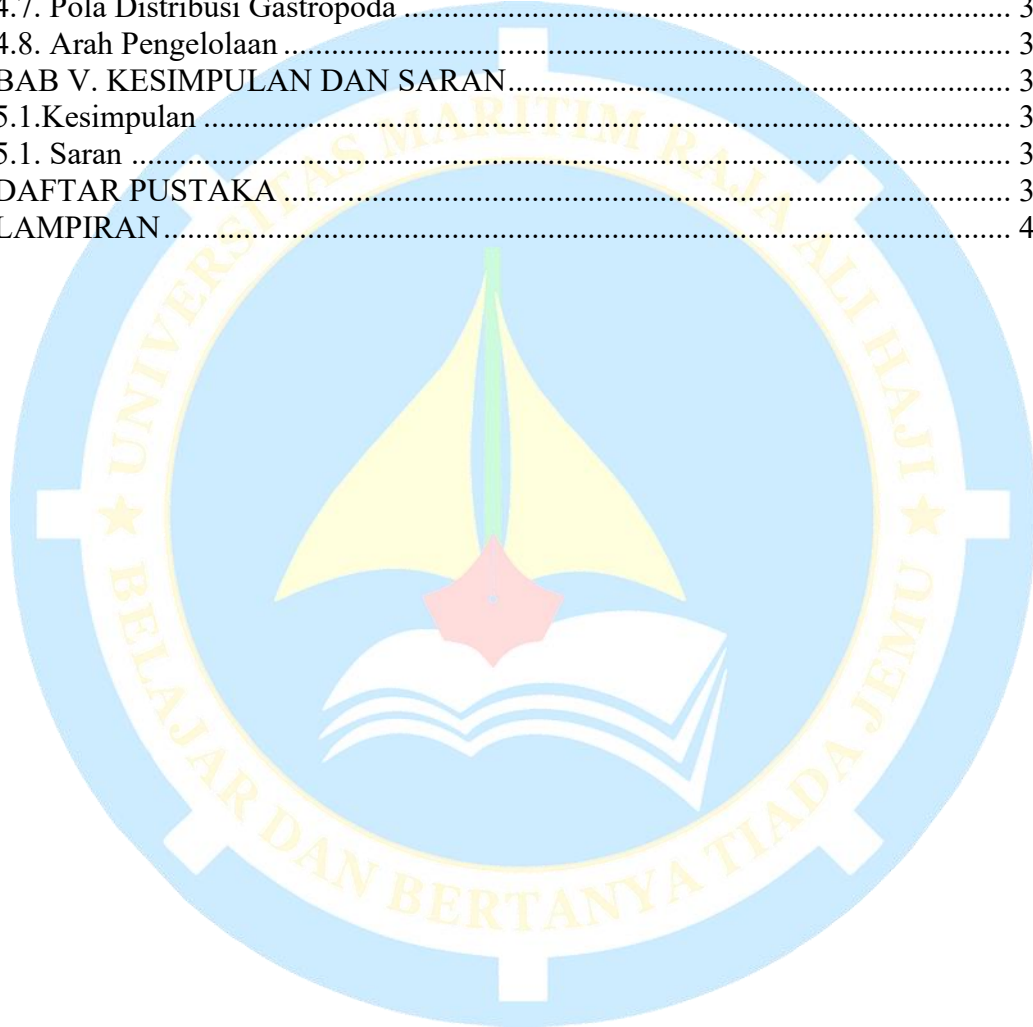 4.7. Pola Distribusi Gastropoda ............................................................................ 3
4.8. Arah Pengelolaan ........................................................................................... 3
BAB V. KESIMPULAN DAN SARAN............................................................... 3
5.1.Kesimpulan ..................................................................................................... 3
5.1. Saran .............................................................................................................. 3
DAFTAR PUSTAKA ........................................................................................... 3
LAMPIRAN.......................................................................................................... 4
UNIVERSITAS MARITIM RAJA ALI HAJI
BELAJAR DAN BERTANYA TIADA JEMU